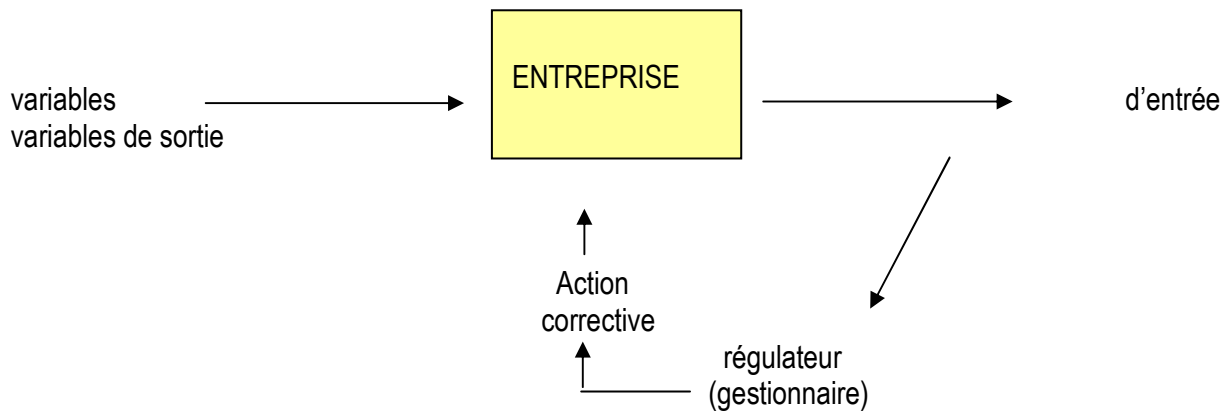 ENTREPRISE
variables
d’entrée
variables de sortie
Action
corrective
régulateur
(gestionnaire)